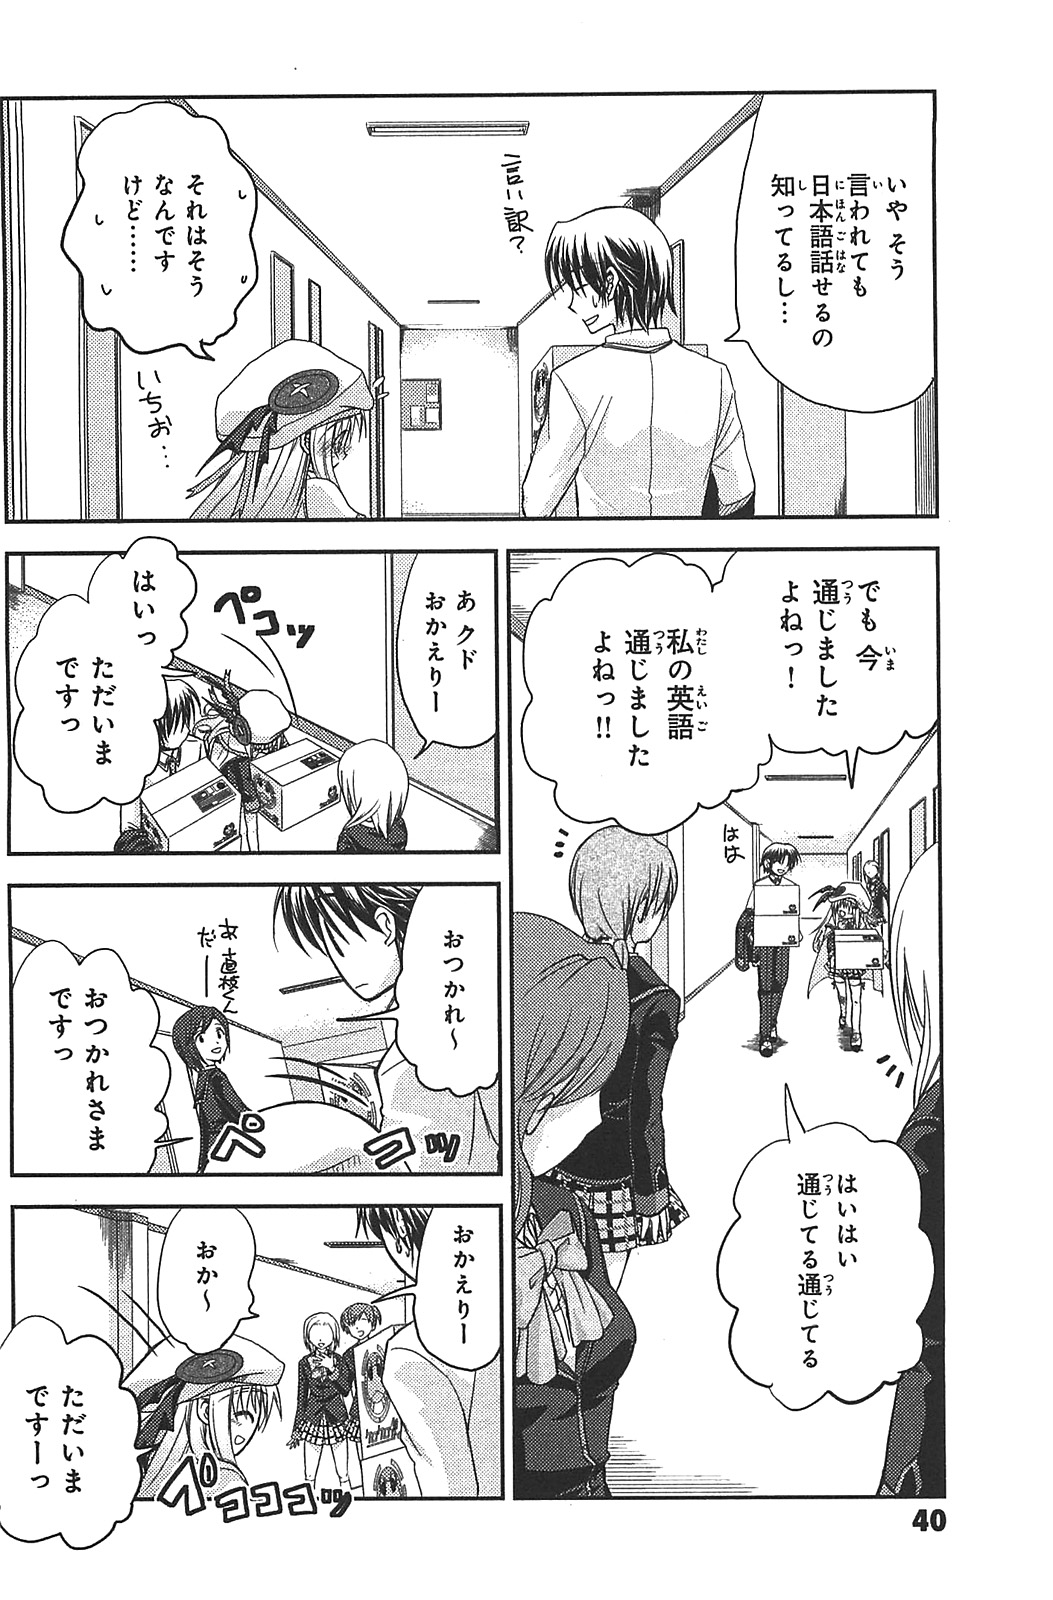 いや そう
言われても
日本語話せるの
知ってるし…
言い訳?
それはそう
なんです
けど……
いちお…
でも 今
通じました
よねっ!
私の英語
通じました
よねっ!!
はは
はいはい
通じてる通じてる
あ クド
おかえりー
ペコッ
はいっ
ただいま
ですっ
おつかれ〜
あ 直枝くん
だ――
おつかれさま
ですっ
ペコッ
おかえりー
おか〜
ただいま
ですーっ
ペコココッ
40